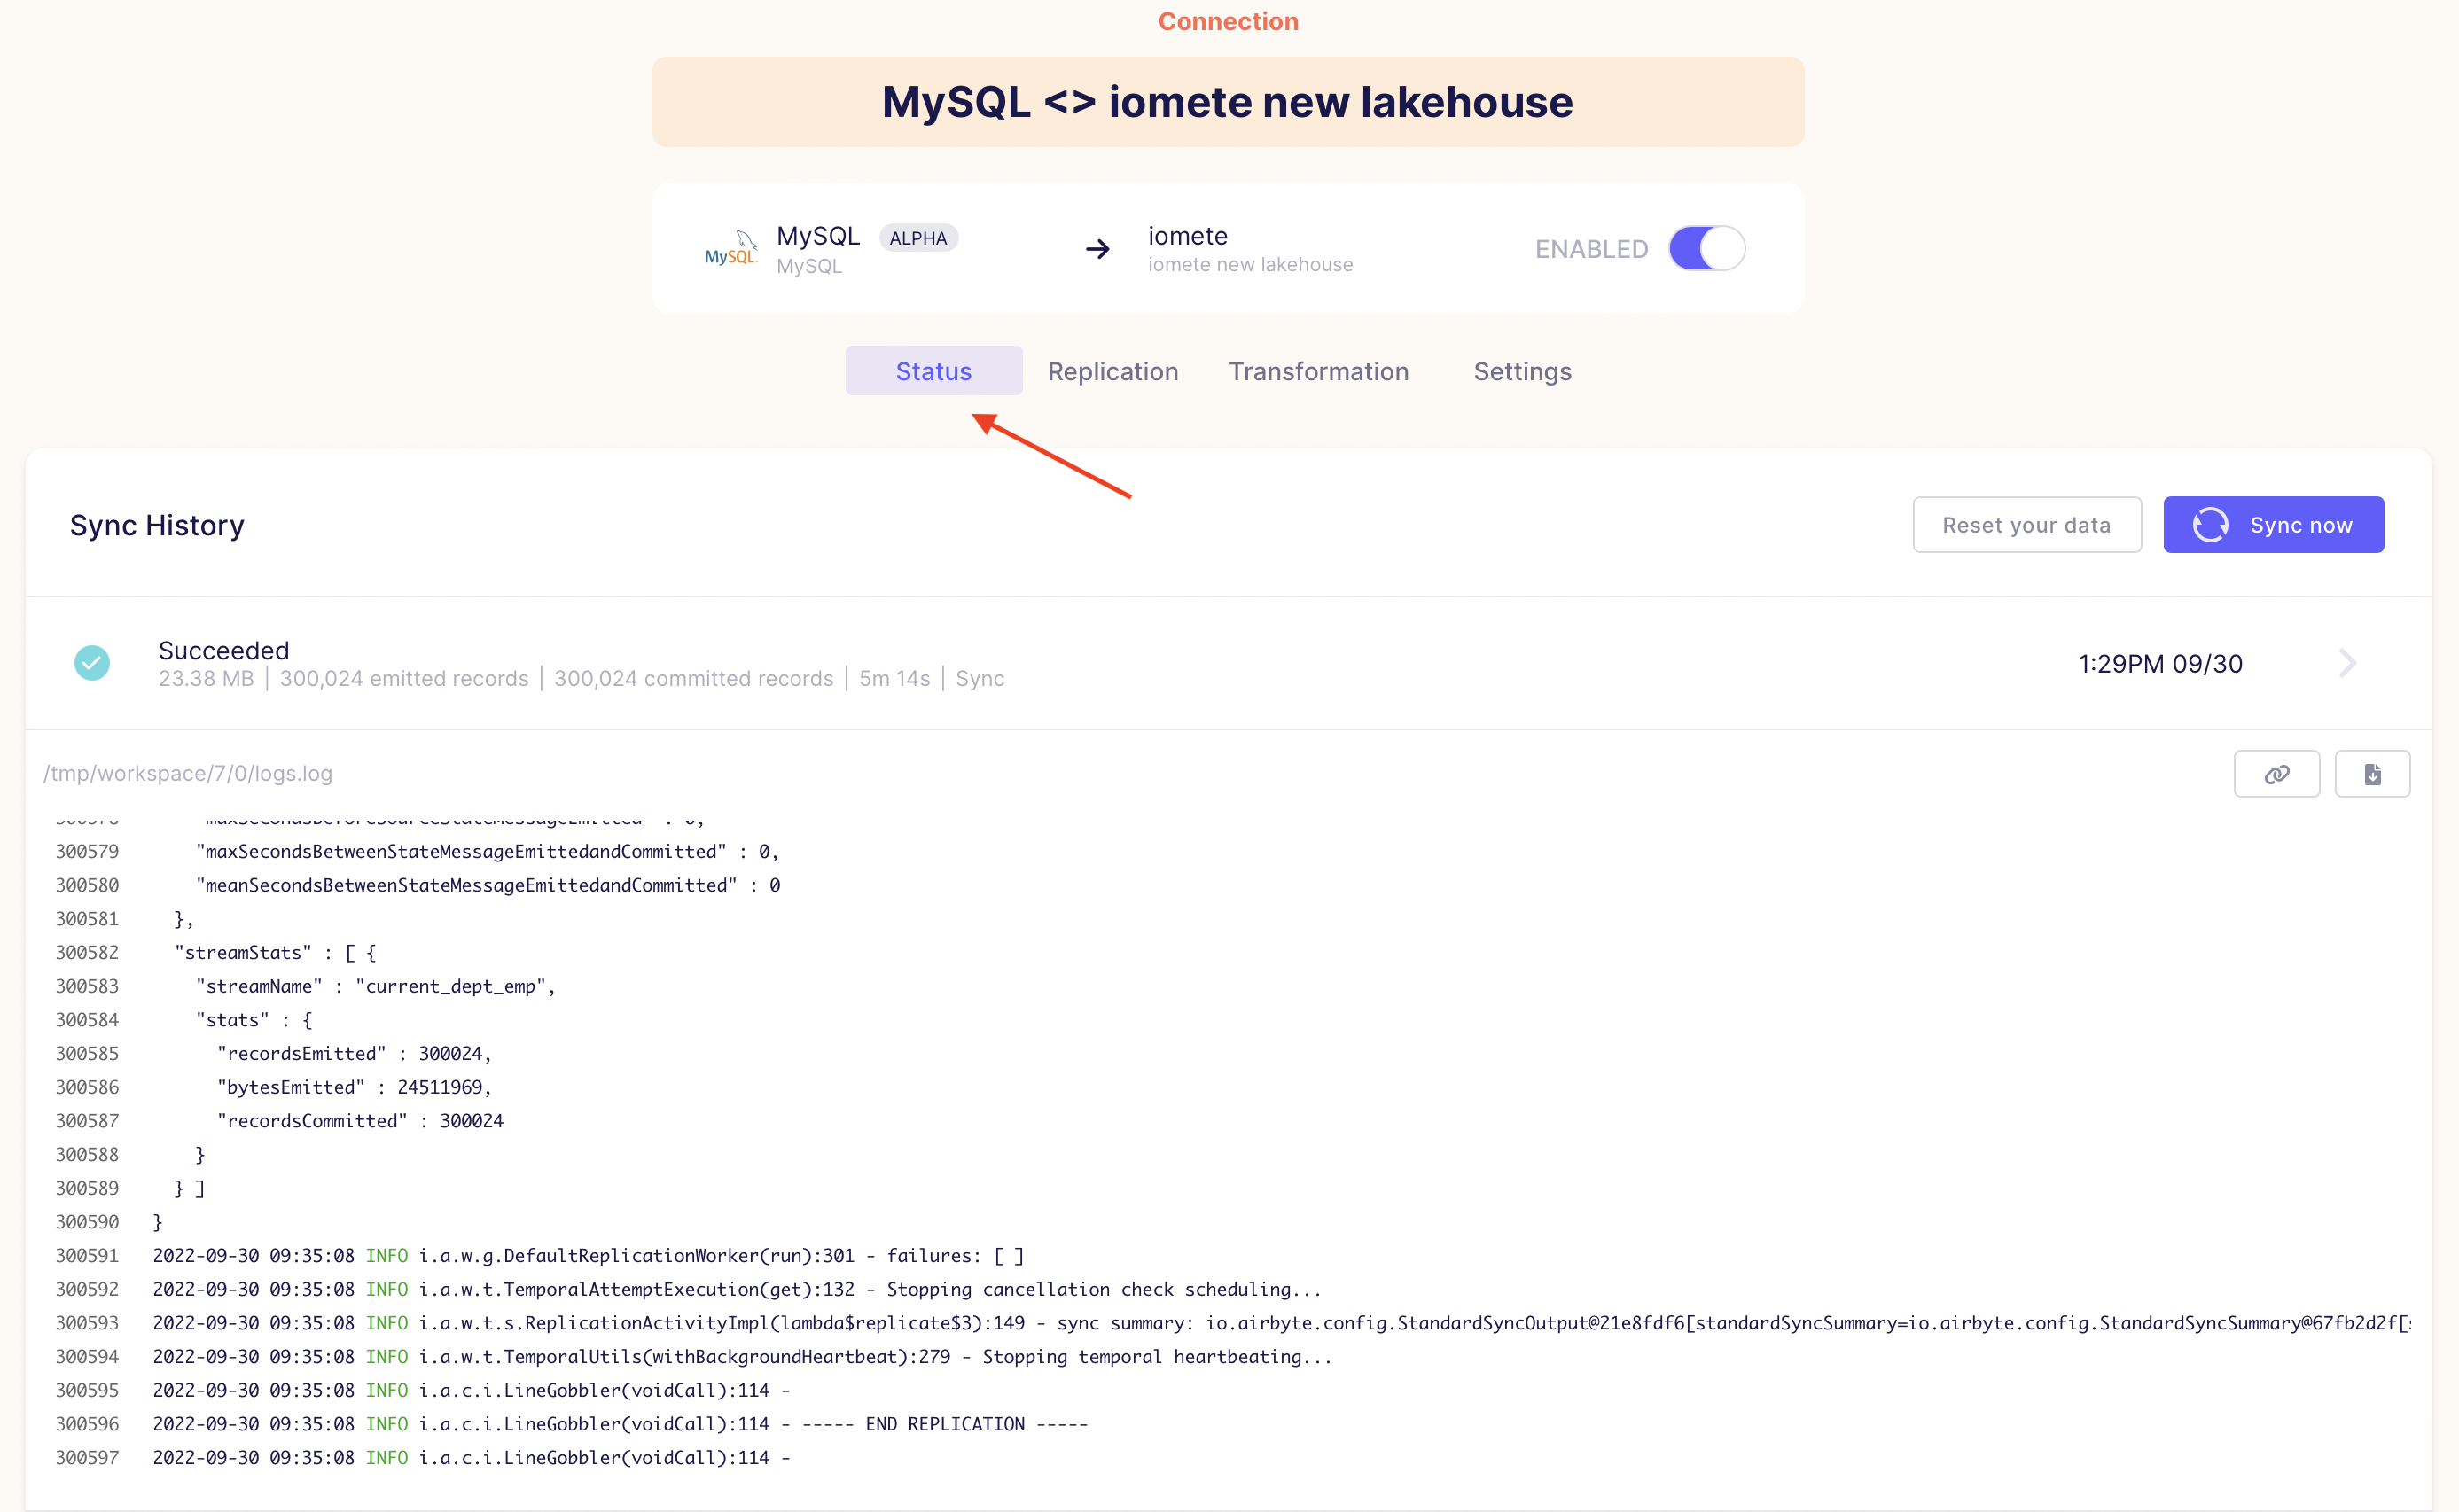 Connection
MySQL <> iomete new lakehouse
MySQL
MySQL ALPHA
MySQL
iomete
iomete new lakehouse
ENABLED
Status Replication Transformation Settings
Sync History
Reset your data
Sync now
Succeeded
23.38 MB | 300,024 emitted records | 300,024 committed records | 5m 14s | Sync
1:29PM 09/30
/tmp/workspace/7/0/logs.log
300579 "maxSecondsBetweenStateMessageEmittedandCommitted" : 0,
300580 "meanSecondsBetweenStateMessageEmittedandCommitted" : 0
300581 },
300582 "streamStats" : [ {
300583 "streamName" : "current_dept_emp",
300584 "stats" : {
300585 "recordsEmitted" : 300024,
300586 "bytesEmitted" : 24511969,
300587 "recordsCommitted" : 300024
300588 }
300589 } ]
300590 }
300591 2022-09-30 09:35:08 INFO i.a.w.g.DefaultReplicationWorker(run):301 - failures: [ ]
300592 2022-09-30 09:35:08 INFO i.a.w.t.TemporalAttemptExecution(get):132 - Stopping cancellation check scheduling...
300593 2022-09-30 09:35:08 INFO i.a.w.t.s.ReplicationActivityImpl(lambda$replicate$3):149 - sync summary: io.airbyte.config.StandardSyncOutput@21e8fdf6[standardSyncSummary=io.airbyte.config.StandardSyncSummary@67fb2d2f[
300594 2022-09-30 09:35:08 INFO i.a.w.t.TemporalUtils(withBackgroundHeartbeat):279 - Stopping temporal heartbeating...
300595 2022-09-30 09:35:08 INFO i.a.c.i.LineGobbler(voidCall):114 -
300596 2022-09-30 09:35:08 INFO i.a.c.i.LineGobbler(voidCall):114 - ----- END REPLICATION -----
300597 2022-09-30 09:35:08 INFO i.a.c.i.LineGobbler(voidCall):114 -